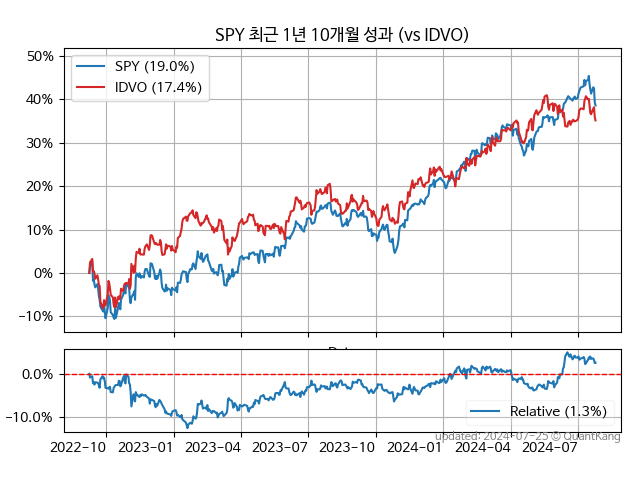 SPY 최근 1년 10개월 성과 (vs IDVO)
50%
40%
30%
20%
10%
0%
−10%
SPY (19.0%)
IDVO (17.4%)
0.0%
−10.0%
Relative (1.3%)
2022-10 2023-01 2023-04 2023-07 2023-10 2024-01 2024-04 2024-07
updated: 2024-07-25 © QuantKang